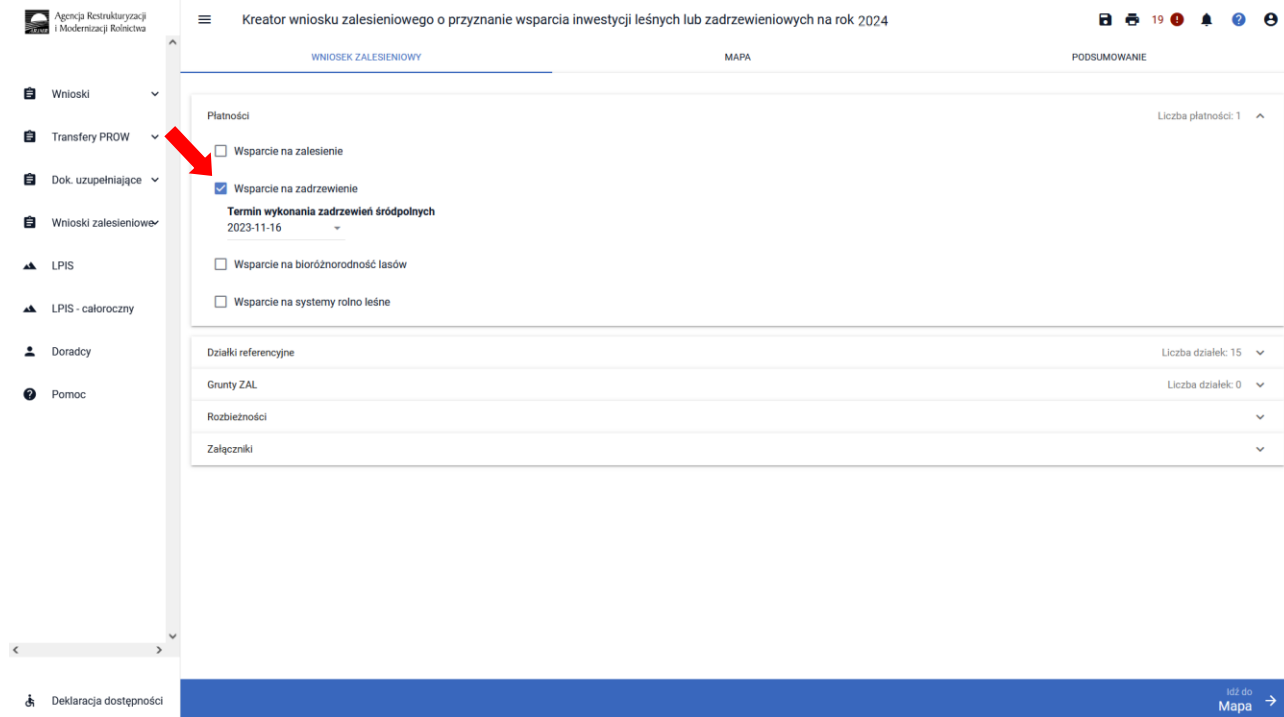 Agencja Restrukturyzacji
i Modernizacji Rolnictwa
Kreator wniosku zalesieniowego o przyznanie wsparcia inwestycji leśnych lub zadrzewieniowych na rok 2024
19
WNIOSEK ZALESIENIOWY
MAPA
PODSUMOWANIE
Wnioski
Transfery PROW
Dok. uzupełniające
Wnioski zalesieniowe
LPIS
LPIS - całoroczny
Doradcy
Pomoc
Płatności
Liczba płatności: 1
Wsparcie na zalesienie
Wsparcie na zadrzewienie
Termin wykonania zadrzewień śródpolnych
2023-11-16
Wsparcie na bioróżnorodność lasów
Wsparcie na systemy rolno leśne
Działki referencyjne
Liczba działek: 15
Grunty ZAL
Liczba działek: 0
Rozbieżności
Załączniki
Deklaracja dostępności
Idź do
Mapa